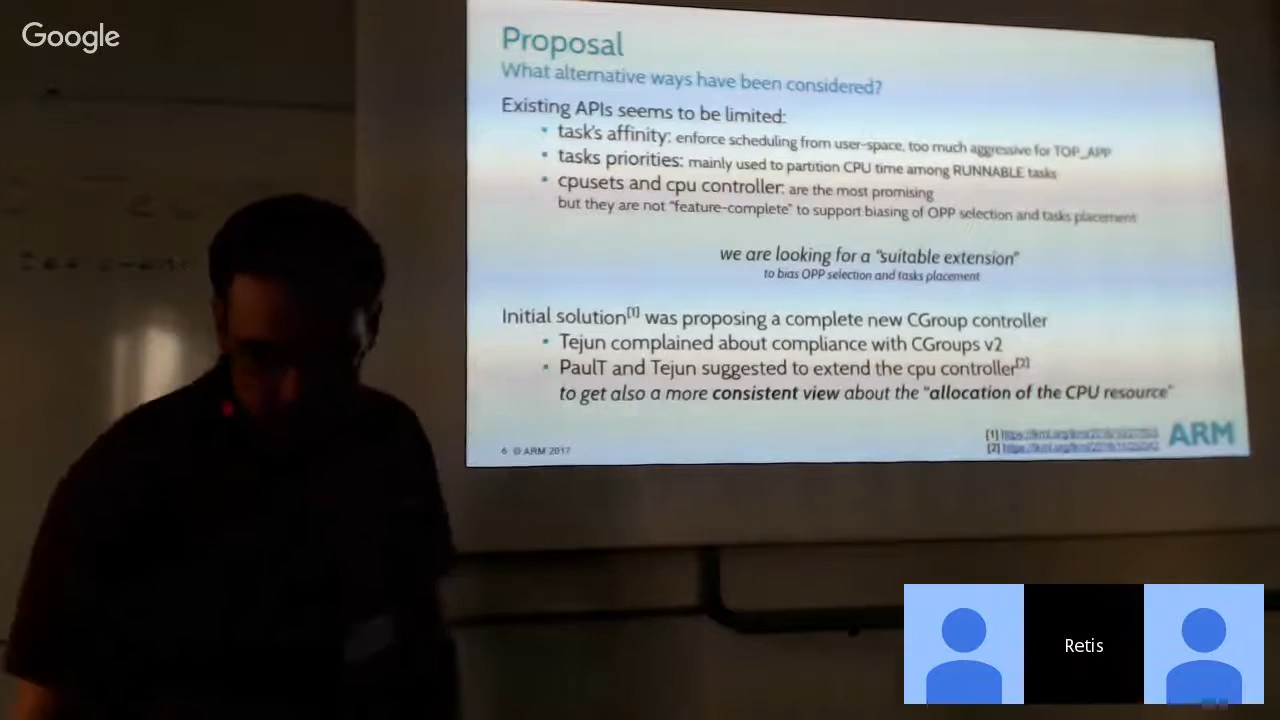 Google
Proposal
What alternative ways have been considered?
Existing APIs seems to be limited:
• task's affinity: enforce scheduling from user-space, too much aggressive for TOP_APP
• tasks priorities: mainly used to partition CPU time among RUNNABLE tasks
• cpusets and cpu controller: are the most promising
but they are not "feature-complete" to support biasing of OPP selection and tasks placement
we are looking for a "suitable extension"
to bias OPP selection and tasks placement
Initial solution[1] was proposing a complete new CGroup controller
• Tejun complained about compliance with CGroups v2
• PaulT and Tejun suggested to extend the cpu controller[2]
to get also a more consistent view about the "allocation of the CPU resource"
[1]
[2]
ARM
6 © ARM 2017
Retis